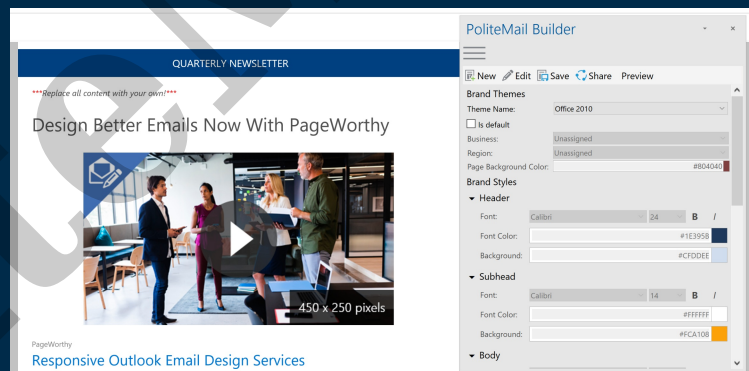 PoliteMail Builder
QUARTERLY NEWSLETTER
***Replace all content with your own!***
Design Better Emails Now With PageWorthy
450 x 250 pixels
PageWorthy
Responsive Outlook Email Design Services
New Edit Save Share Preview
Brand Themes
Theme Name: Office 2010
Is default
Business: Unassigned
Region: Unassigned
Page Background Color: #804040
Brand Styles
Header
Font: Calibri 24 B I
Font Color: #1E395B
Background: #CFDDEE
Subhead
Font: Calibri 14 B I
Font Color: #FFFFFF
Background: #FCA10B
Body